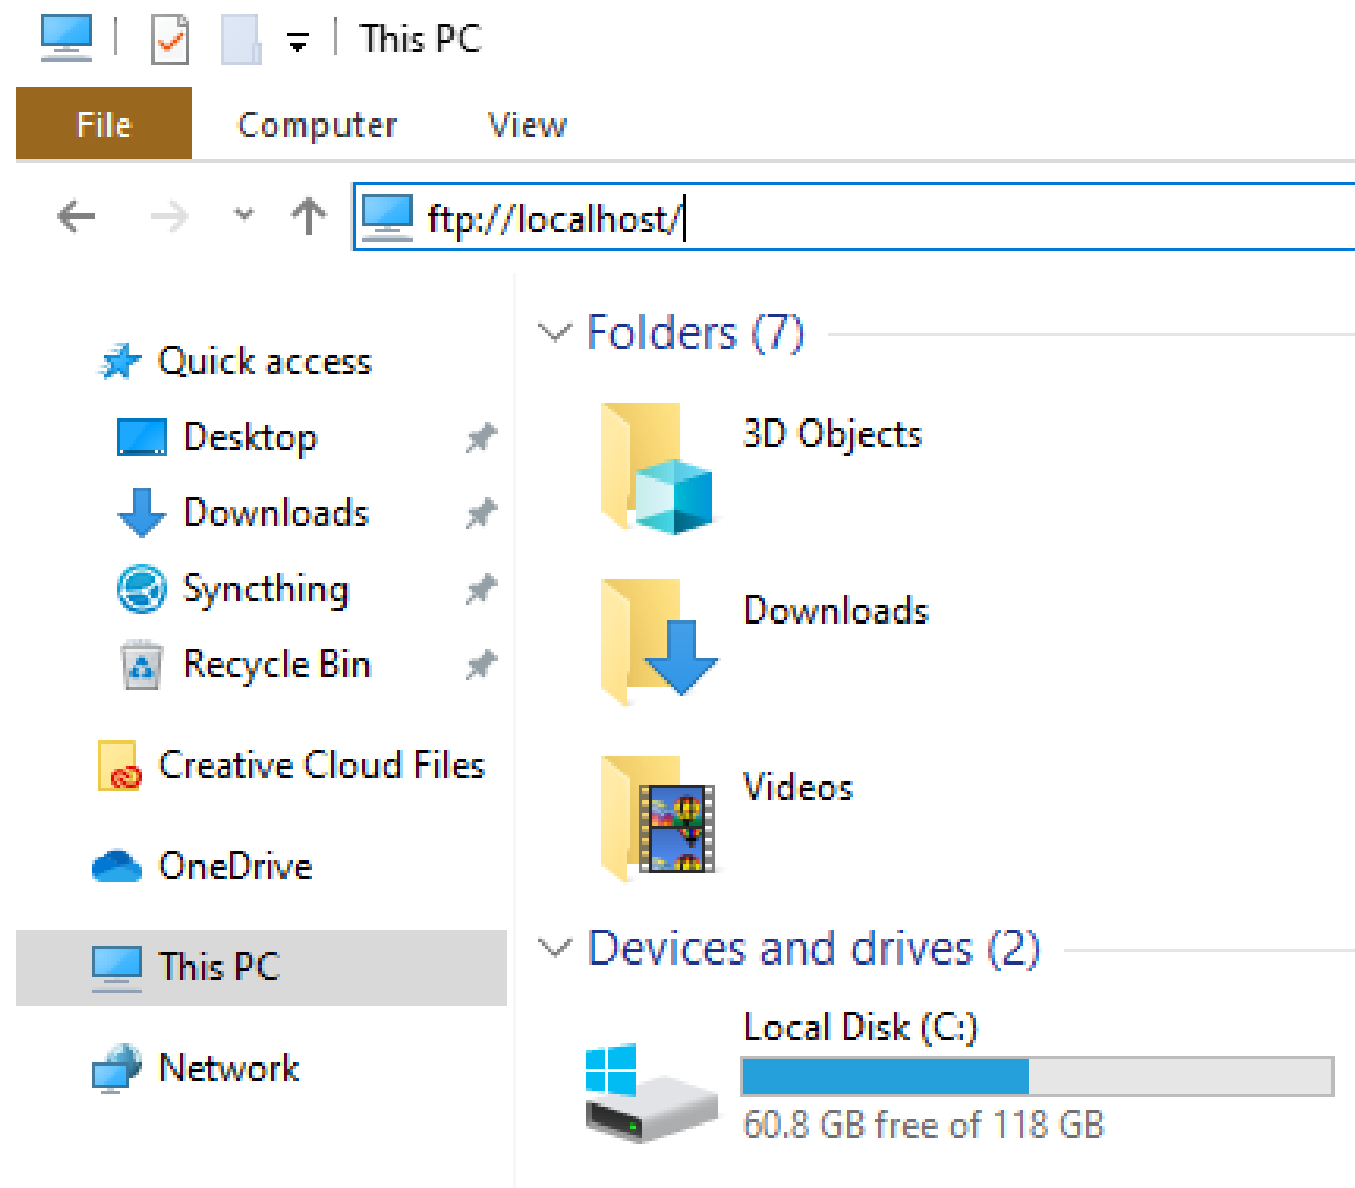 This PC
File Computer View
ftp://localhost/
Quick access
Desktop
Downloads
Syncthing
Recycle Bin
Creative Cloud Files
OneDrive
This PC
Network
Folders (7)
3D Objects
Downloads
Videos
Devices and drives (2)
Local Disk (C:)
60.8 GB free of 118 GB